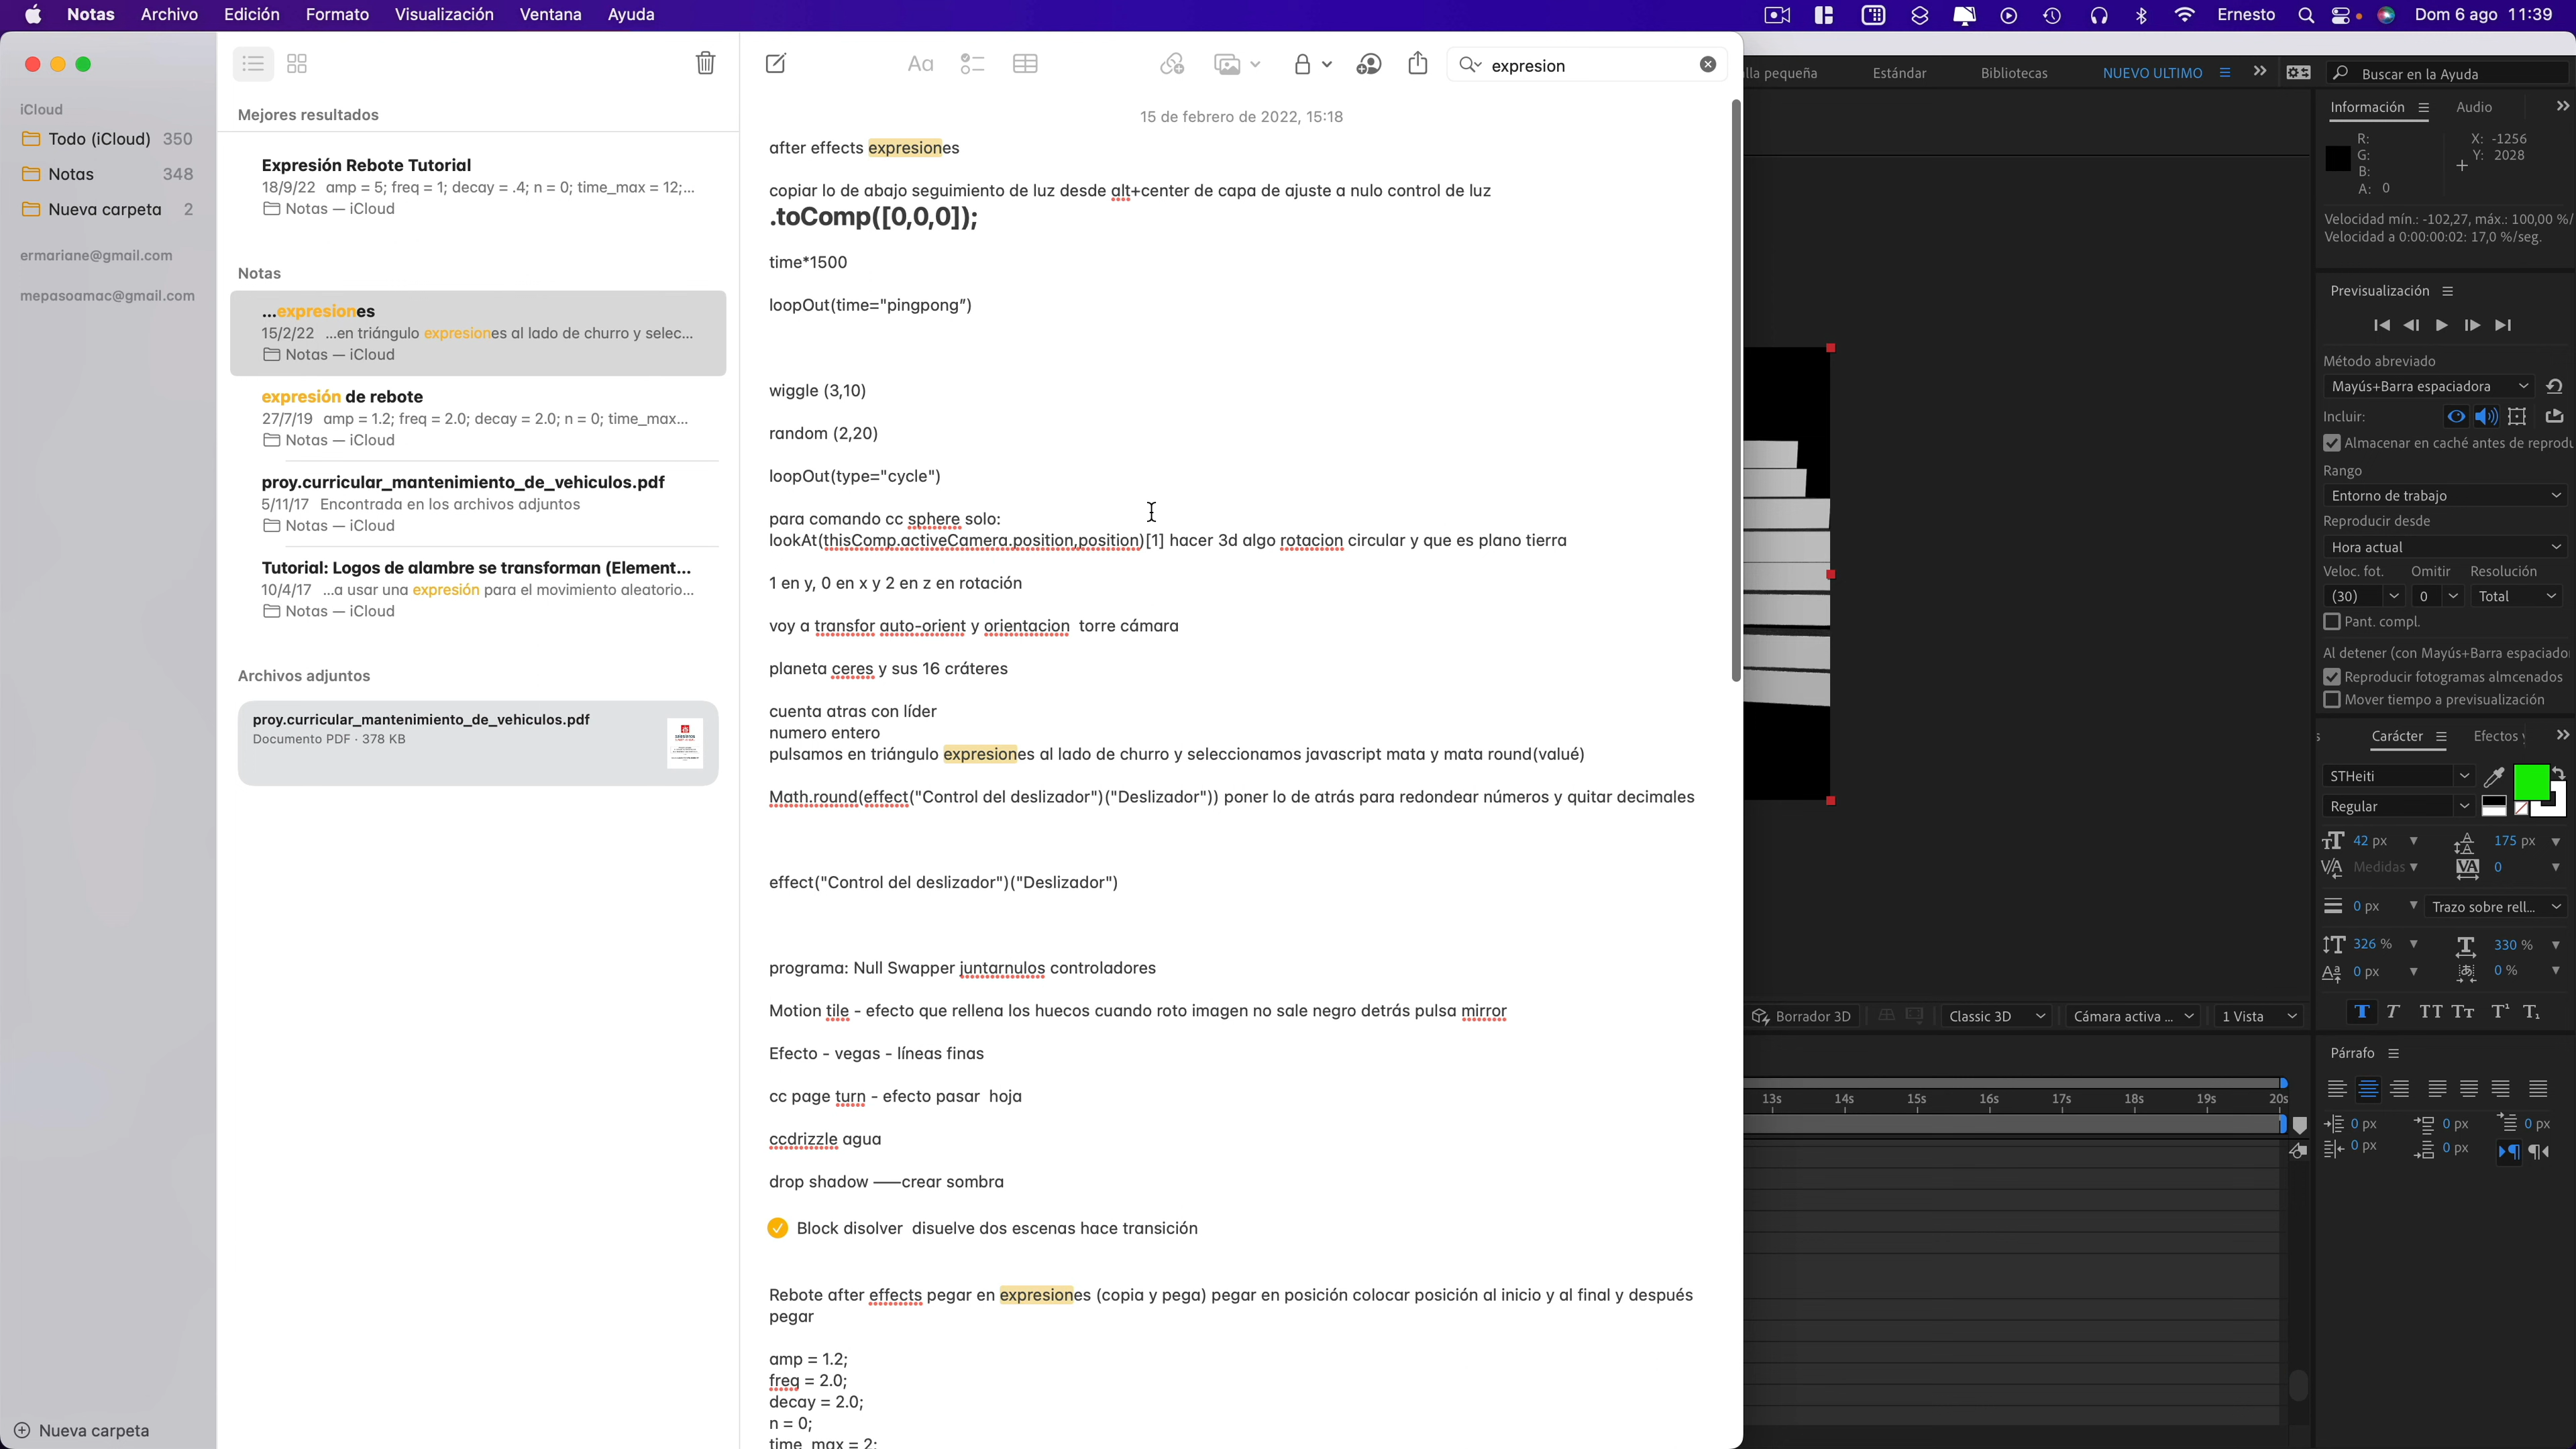 Notas Archivo Edición Formato Visualización Ventana Ayuda
Ernesto Dom 6 ago 11:39
iCloud
Todo (iCloud) 350
Notas 348
Nueva carpeta 2
ermariane@gmail.com
mepasoamac@gmail.com
Nueva carpeta
Mejores resultados
Expresión Rebote Tutorial
18/9/22 amp = 5; freq = 1; decay = .4; n = 0; time_max = 12;...
Notas — iCloud
Notas
...expresiones
15/2/22 ...en triángulo expresiones al lado de churro y selec...
Notas — iCloud
expresión de rebote
27/7/19 amp = 1.2; freq = 2.0; decay = 2.0; n = 0; time_max...
Notas — iCloud
proy.curricular_mantenimiento_de_vehiculos.pdf
5/11/17 Encontrada en los archivos adjuntos
Notas — iCloud
Tutorial: Logos de alambre se transforman (Element...
10/4/17 ...a usar una expresión para el movimiento aleatorio...
Notas — iCloud
Archivos adjuntos
proy.curricular_mantenimiento_de_vehiculos.pdf
Documento PDF · 378 KB
Aa
expresion
15 de febrero de 2022, 15:18
after effects expresiones
copiar lo de abajo seguimiento de luz desde alt+center de capa de ajuste a nulo control de luz
.toComp([0,0,0]);
time*1500
loopOut(time="pingpong”)
wiggle (3,10)
random (2,20)
loopOut(type="cycle")
para comando cc sphere solo:
lookAt(thisComp.activeCamera.position,position)[1] hacer 3d algo rotacion circular y que es plano tierra
1 en y, 0 en x y 2 en z en rotación
voy a transfor auto-orient y orientacion torre cámara
planeta ceres y sus 16 cráteres
cuenta atras con líder
numero entero
pulsamos en triángulo expresiones al lado de churro y seleccionamos javascript mata y mata round(valué)
Math.round(effect("Control del deslizador")("Deslizador")) poner lo de atrás para redondear números y quitar decimales
effect("Control del deslizador")("Deslizador")
programa: Null Swapper juntarnulos controladores
Motion tile - efecto que rellena los huecos cuando roto imagen no sale negro detrás pulsa mirror
Efecto - vegas - líneas finas
cc page turn - efecto pasar hoja
ccdrizzle agua
drop shadow ——crear sombra
Block disolver disuelve dos escenas hace transición
Rebote after effects pegar en expresiones (copia y pega) pegar en posición colocar posición al inicio y al final y después
pegar
amp = 1.2;
freq = 2.0;
decay = 2.0;
n = 0;
time_max = 2;
lla pequeña Estándar Bibliotecas NUEVO ULTIMO Buscar en la Ayuda
Información Audio
R: X: -1256
G: Y: 2028
B:
A: 0
Velocidad mín.: -102,27, máx.: 100,00 %/
Velocidad a 0:00:00:02: 17,0 %/seg.
Previsualización
Método abreviado
Mayús+Barra espaciadora
Incluir:
Almacenar en caché antes de reprodu
Rango
Entorno de trabajo
Reproducir desde
Hora actual
Veloc. fot. Omitir Resolución
(30) 0 Total
Pant. compl.
Al detener (con Mayús+Barra espaciado
Reproducir fotogramas almcenados
Mover tiempo a previsualización
s Carácter Efectos y
STHeiti
Regular
42 px 175 px
Medidas 0
0 px Trazo sobre rell...
326 % 330 %
0 px 0 %
T T TT Tт T¹ T₁
Párrafo
0 px 0 px 0 px
0 px 0 px
Borrador 3D Classic 3D Cámara activa ... 1 Vista
13s 14s 15s 16s 17s 18s 19s 20s